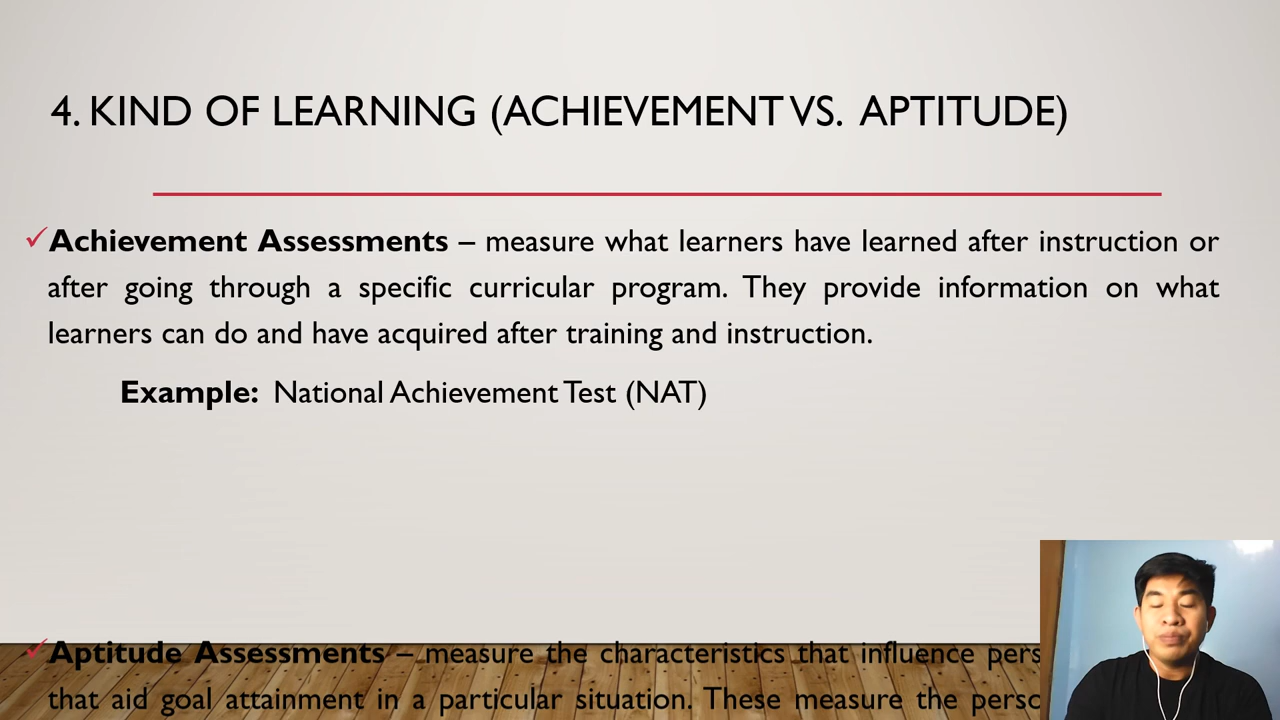 4. KIND OF LEARNING (ACHIEVEMENT VS. APTITUDE)
Achievement Assessments – measure what learners have learned after instruction or
after going through a specific curricular program. They provide information on what
learners can do and have acquired after training and instruction.
Example: National Achievement Test (NAT)
Aptitude Assessments – measure the characteristics that influence
that aid goal attainment in a particular situation. These measure the